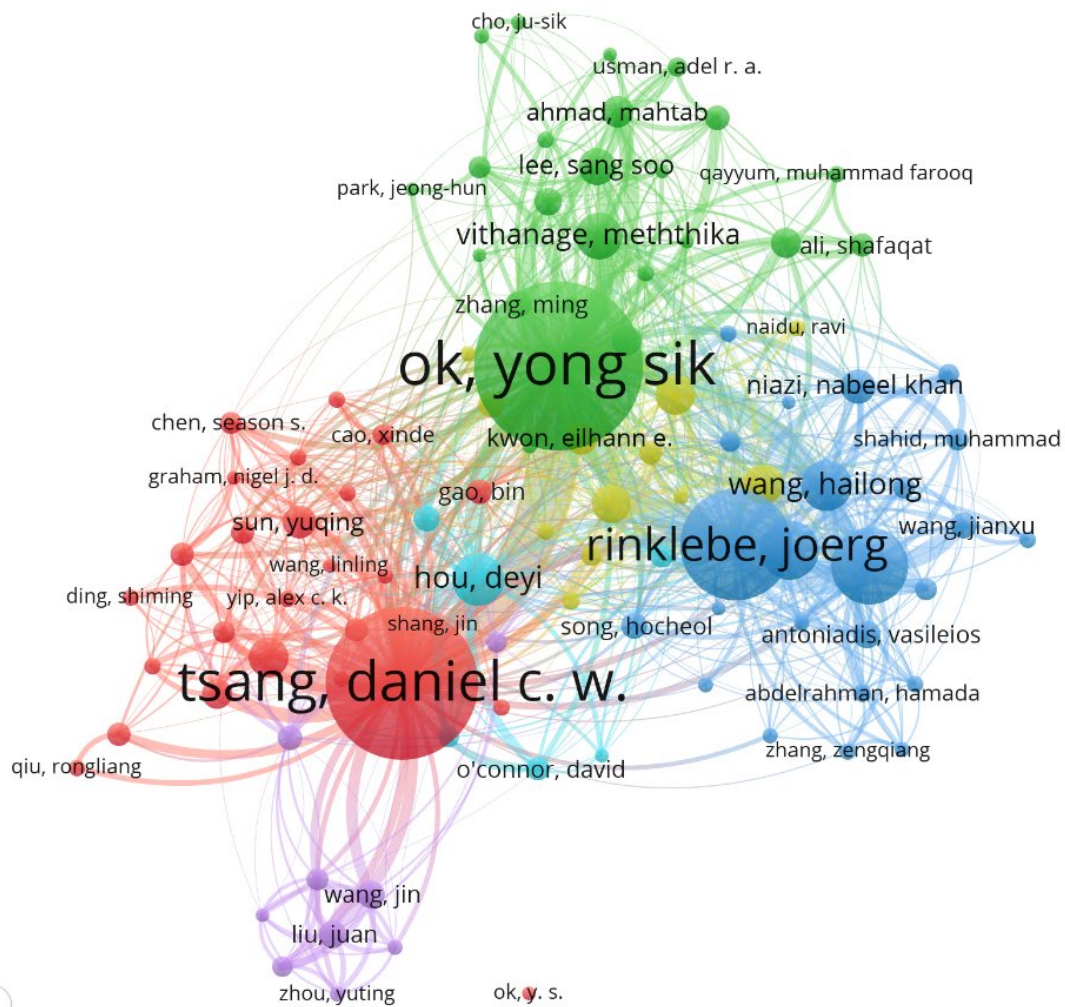 cho, ju-sik
usman, adel r. a.
ahmad, mahtab
lee, sang soo
qayyum, muhammad farooq
park, jeong-hun
vithanage, meththika
ali, shafaqat
zhang, ming
naidu, ravi
ok, yong sik
niazi, nabeel khan
chen, season s.
cao, xinde
kwon, eilhann e.
shahid, muhammad
graham, nigel j. d.
gao, bin
wang, hailong
sun, yuqing
wang, jianxu
rinklebe, joerg
wang, linling
hou, deyi
ding, shiming
yip, alex c. k.
shang, jin
song, hocheol
antoniadis, vasileios
tsang, daniel c. w.
abdelrahman, hamada
zhang, zengqiang
qiu, rongliang
o'connor, david
wang, jin
liu, juan
zhou, yuting
ok, y. s.